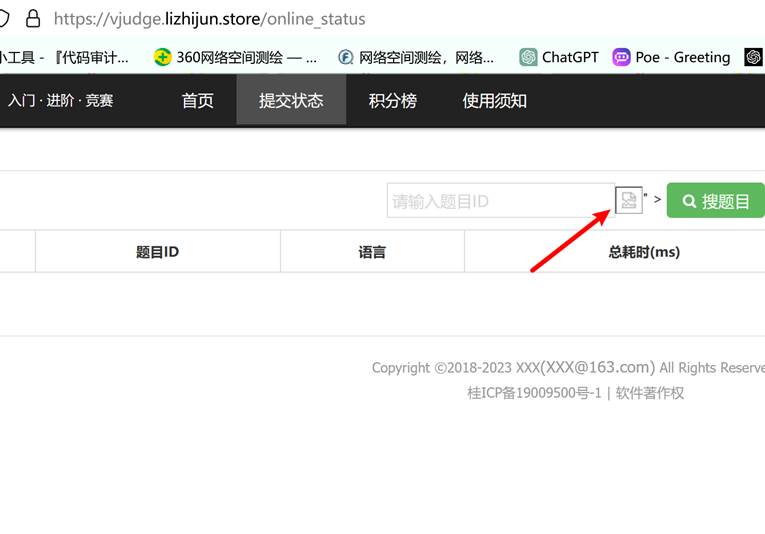 https://vjudge.lizhijun.store/online_status
小工具 - 『代码审计... 360网络空间测绘 — ... 网络空间测绘，网络... ChatGPT Poe - Greeting
入门 · 进阶 · 竞赛 首页 提交状态 积分榜 使用须知
请输入题目ID " > 搜题目
题目ID 语言 总耗时(ms)
Copyright ©2018-2023 XXX(XXX@163.com) All Rights Reserve
桂ICP备19009500号-1 | 软件著作权